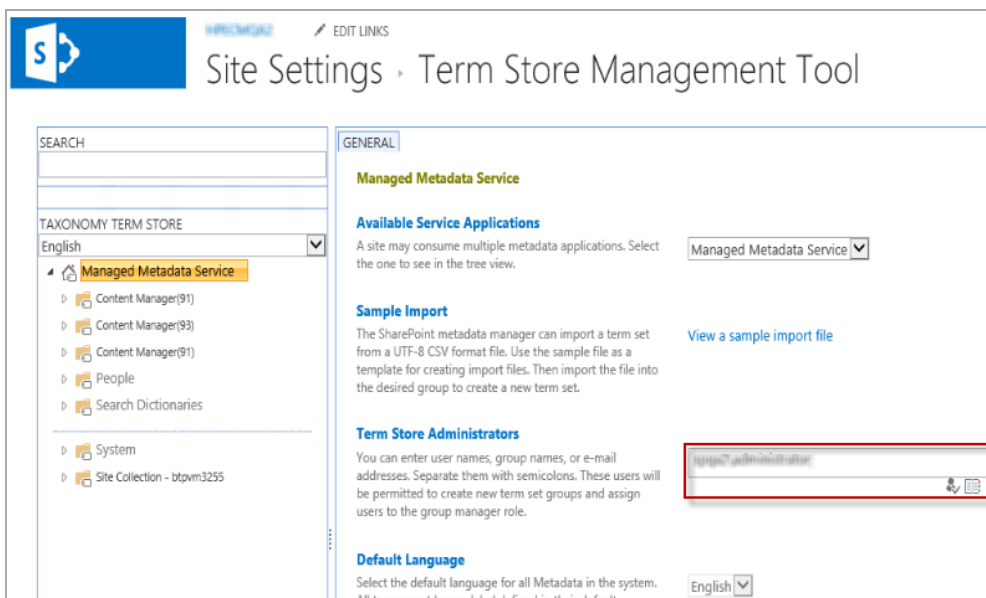 S
EDIT LINKS
Site Settings › Term Store Management Tool
SEARCH
TAXONOMY TERM STORE
English
Managed Metadata Service
Content Manager(91)
Content Manager(93)
Content Manager(91)
People
Search Dictionaries
System
Site Collection - btpvm3255
GENERAL
Managed Metadata Service
Available Service Applications
A site may consume multiple metadata applications. Select
the one to see in the tree view.
Managed Metadata Service
Sample Import
The SharePoint metadata manager can import a term set
from a UTF-8 CSV format file. Use the sample file as a
template for creating import files. Then import the file into
the desired group to create a new term set.
View a sample import file
Term Store Administrators
You can enter user names, group names, or e-mail
addresses. Separate them with semicolons. These users will
be permitted to create new term set groups and assign
users to the group manager role.
Default Language
Select the default language for all Metadata in the system.
English